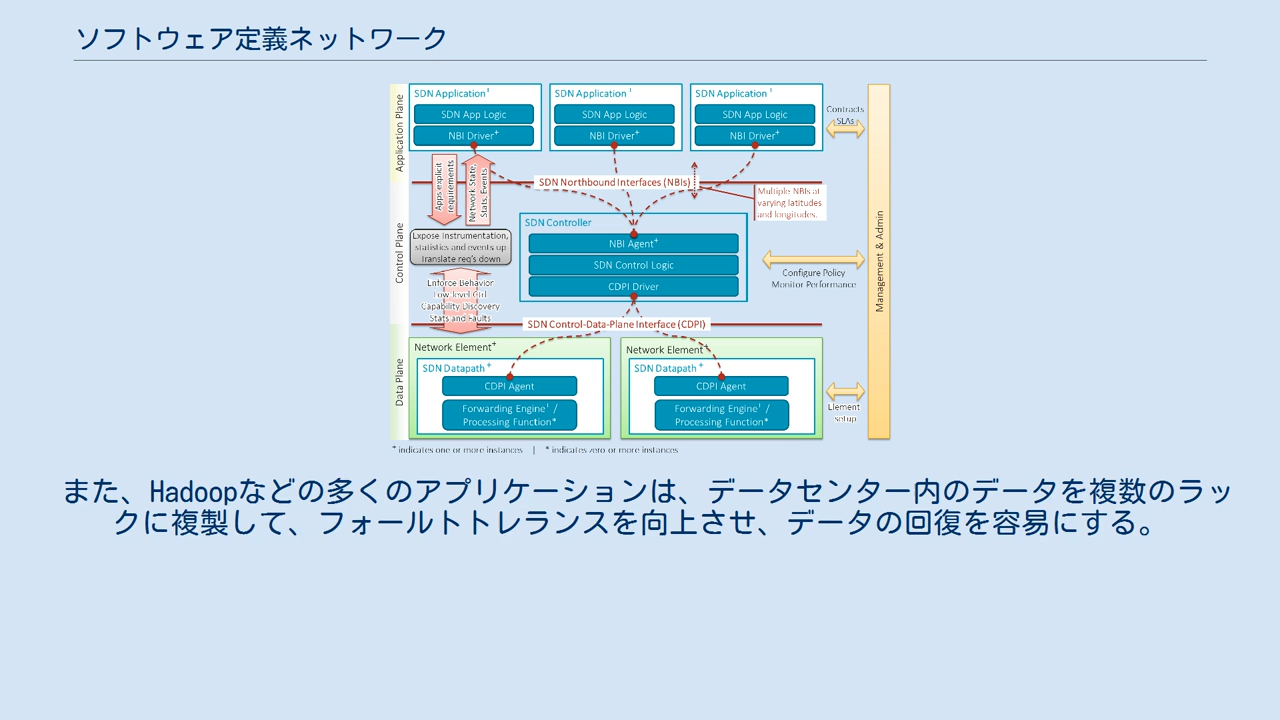 ソフトウェア定義ネットワーク
Application Plane
SDN Application⁺
SDN App Logic
NBI Driver⁺
SDN Application⁺
SDN App Logic
NBI Driver⁺
SDN Application⁺
SDN App Logic
NBI Driver⁺
Contracts
SLAs
Apps explicit
requirements
Network State,
Stats, Events
SDN Northbound Interfaces (NBIs)
Multiple NBIs at
varying latitudes
and longitudes.
Control Plane
Expose Instrumentation,
statistics and events up
Translate req's down
SDN Controller
NBI Agent⁺
SDN Control Logic
CDPI Driver
Configure Policy
Monitor Performance
Management & Admin
Enforce Behavior
Low-level Ctrl
Capability Discovery
Stats and Faults
SDN Control-Data-Plane Interface (CDPI)
Data Plane
Network Element⁺
SDN Datapath⁺
CDPI Agent
Forwarding Engine⁺ /
Processing Function*
Network Element⁺
SDN Datapath⁺
CDPI Agent
Forwarding Engine⁺ /
Processing Function*
Element
setup
⁺ indicates one or more instances | * indicates zero or more instances
また、Hadoopなどの多くのアプリケーションは、データセンター内のデータを複数のラッ
クに複製して、フォールトトレランスを向上させ、データの回復を容易にする。